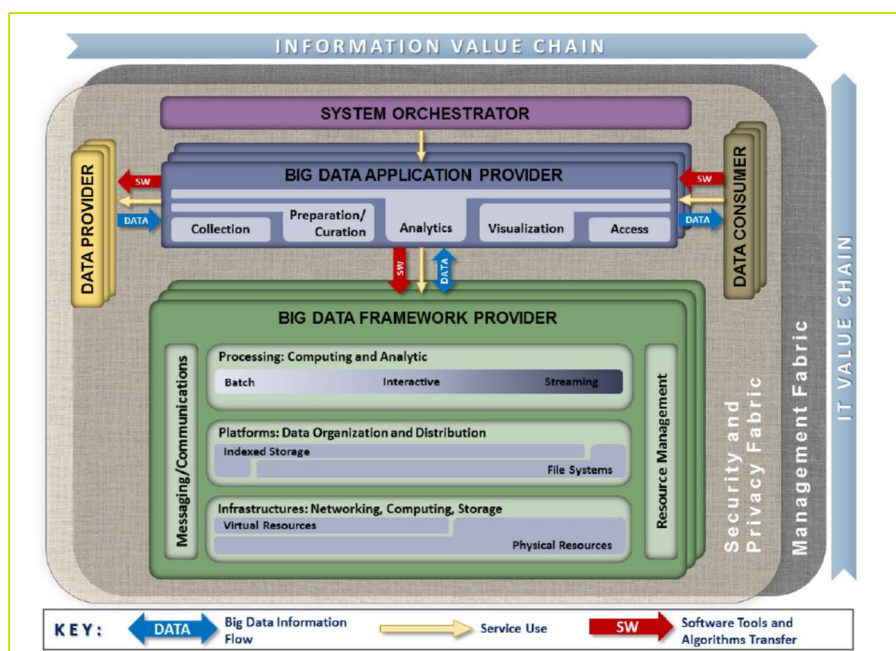 INFORMATION VALUE CHAIN
SYSTEM ORCHESTRATOR
DATA PROVIDER
SW
DATA
BIG DATA APPLICATION PROVIDER
Collection
Preparation/
Curation
Analytics
Visualization
Access
SW
DATA
DATA CONSUMER
SW
DATA
BIG DATA FRAMEWORK PROVIDER
Messaging/Communications
Processing: Computing and Analytic
Batch
Interactive
Streaming
Platforms: Data Organization and Distribution
Indexed Storage
File Systems
Infrastructures: Networking, Computing, Storage
Virtual Resources
Physical Resources
Resource Management
Security and
Privacy Fabric
Management Fabric
IT VALUE CHAIN
KEY:
DATA
Big Data Information
Flow
Service Use
SW
Software Tools and
Algorithms Transfer